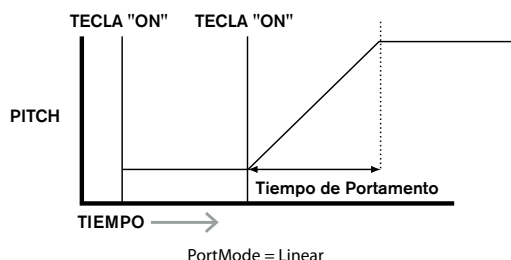 TECLA "ON" TECLA "ON"
PITCH
Tiempo de Portamento
TIEMPO
PortMode = Linear